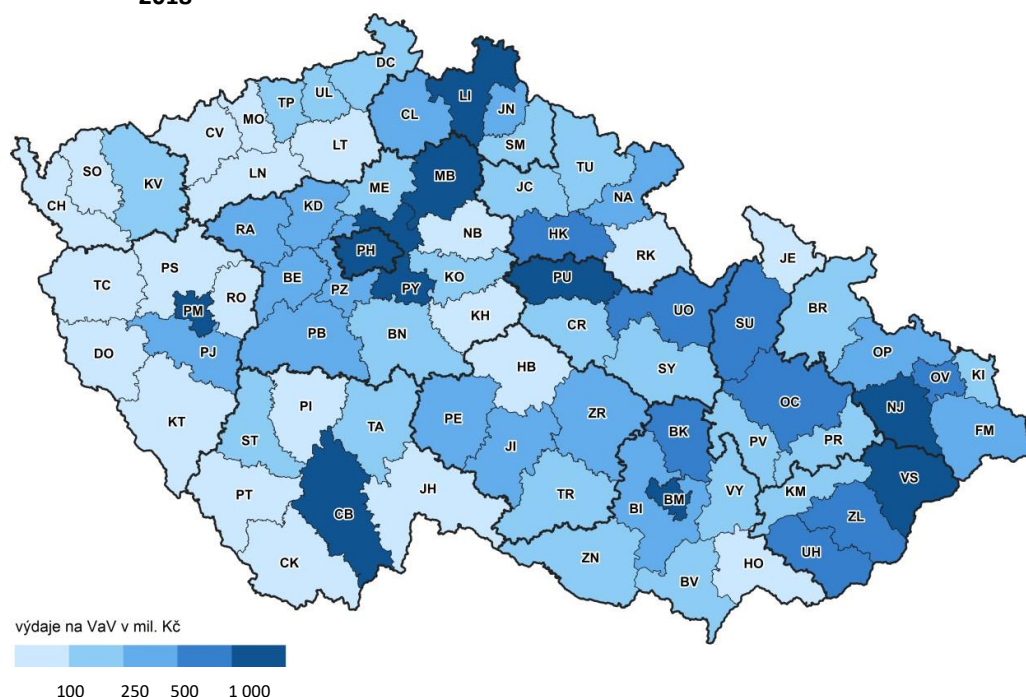 2018
DC
UL
TP
MO
CV
LT
LN
CL
LI
JN
SM
SO
KV
CH
ME
MB
JC
TU
NA
KD
RA
PH
NB
HK
RK
JE
TC
PS
RO
BE
PZ
PY
KO
PU
PM
UO
SU
BR
DO
PJ
PB
BN
KH
CR
OP
KI
OV
SY
HB
KT
PI
ST
TA
PE
JI
ZR
BK
OC
NJ
FM
PV
PR
VS
PT
CB
JH
TR
BI
BM
VY
KM
ZL
UH
CK
ZN
BV
HO
výdaje na VaV v mil. Kč
100 250 500 1 000